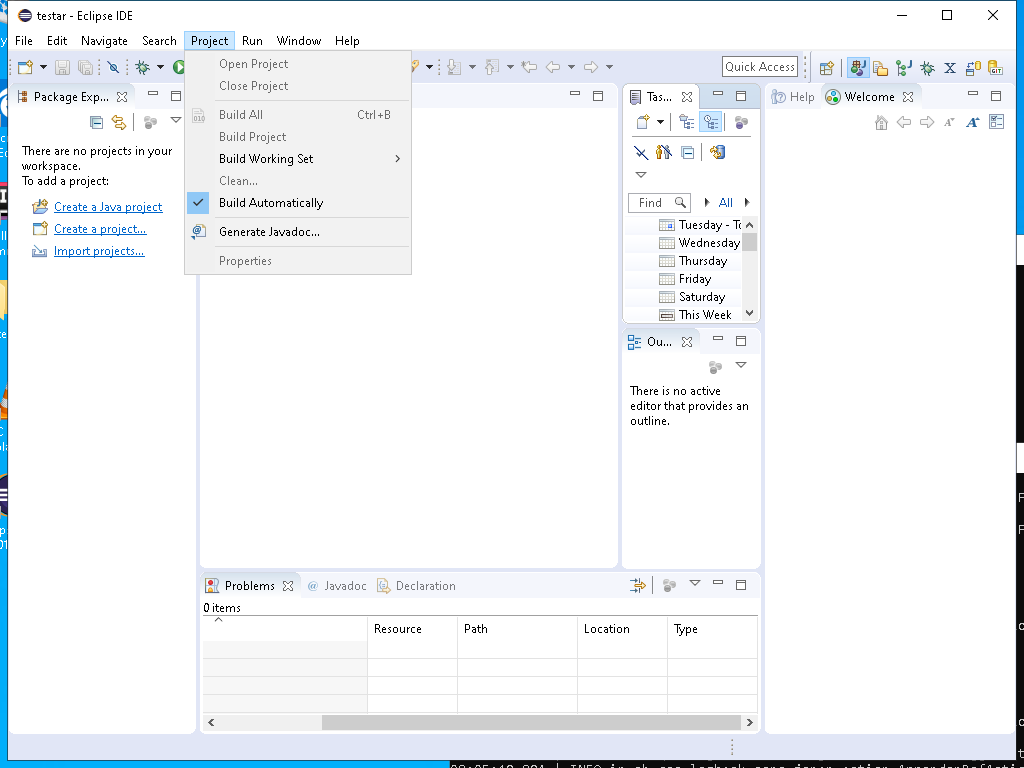 testar - Eclipse IDE
File Edit Navigate Search Project Run Window Help
Quick Access
Open Project
Close Project
Build All Ctrl+B
Build Project
Build Working Set
Clean...
Build Automatically
Generate Javadoc...
Properties
Package Exp...
There are no projects in your
workspace.
To add a project:
Create a Java project
Create a project...
Import projects...
Tas...
Find All
Tuesday - To
Wednesday
Thursday
Friday
Saturday
This Week
Ou...
There is no active
editor that provides an
outline.
Help Welcome
Problems @ Javadoc Declaration
0 items
Resource Path Location Type